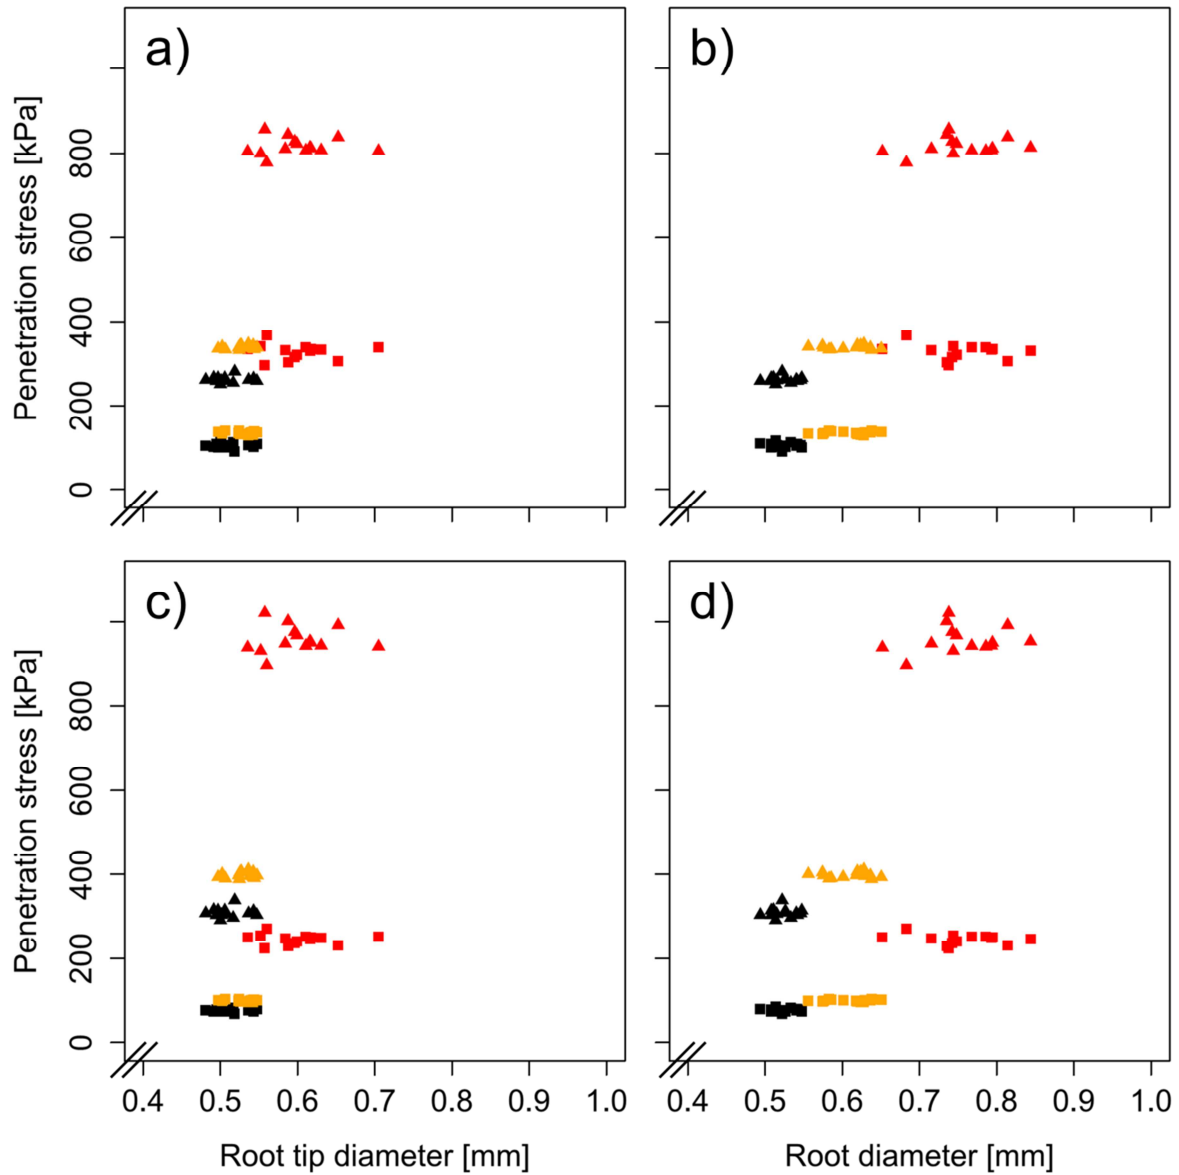 a)
b)
Penetration stress [kPa]
800
600
400
200
0
c)
d)
Penetration stress [kPa]
800
600
400
200
0
0.4 0.5 0.6 0.7 0.8 0.9 1.0
0.4 0.5 0.6 0.7 0.8 0.9 1.0
Root tip diameter [mm]
Root diameter [mm]